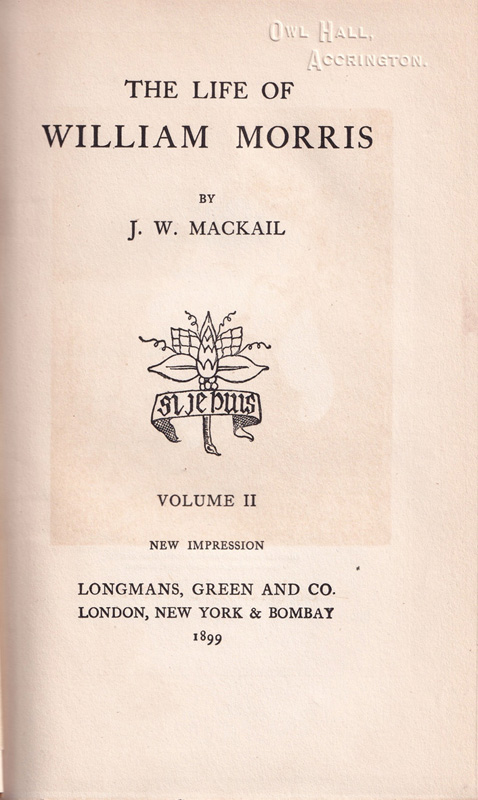 OWL HALL,
ACCRINGTON.
THE LIFE OF
WILLIAM MORRIS
BY
J. W. MACKAIL
SI JE PUIS
VOLUME II
NEW IMPRESSION
LONGMANS, GREEN AND CO.
LONDON, NEW YORK & BOMBAY
1899